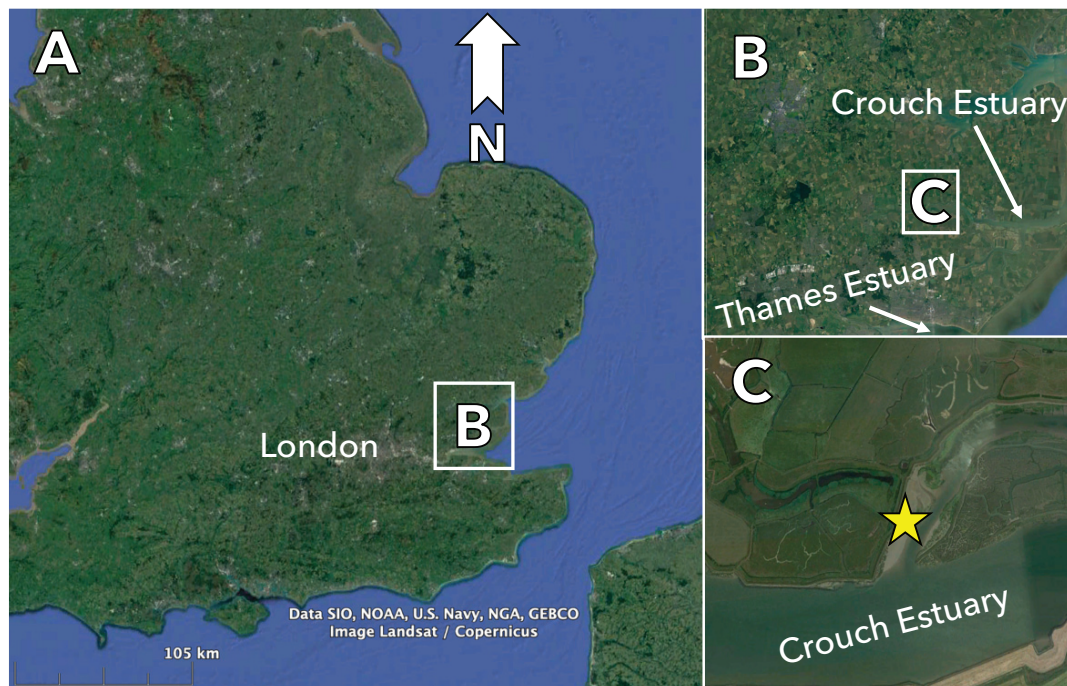 A
N
London
B
Data SIO, NOAA, U.S. Navy, NGA, GEBCO
Image Landsat / Copernicus
105 km
B
Crouch Estuary
C
Thames Estuary
C
Crouch Estuary